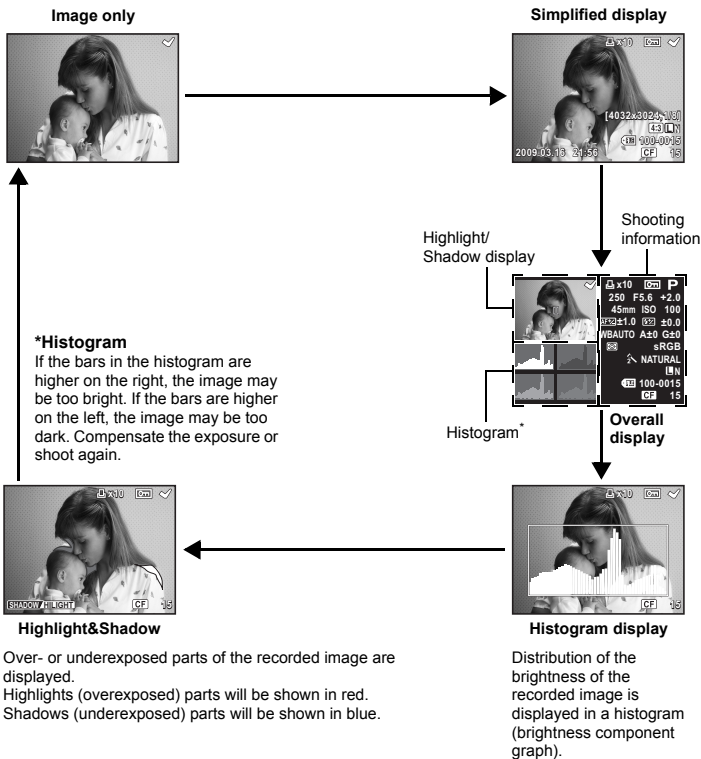 Image only
Simplified display
x10
[4032x3024,1/8]
4:3 L N
100-0015
2009.03.16 21:56 CF 15
Highlight/
Shadow display
Shooting
information
x10 P
250 F5.6 +2.0
45mm ISO 100
±1.0 ±0.0
WBAUTO A±0 G±0
sRGB
NATURAL
L N
100-0015
CF 15
Histogram*
Overall
display
*Histogram
If the bars in the histogram are
higher on the right, the image may
be too bright. If the bars are higher
on the left, the image may be too
dark. Compensate the exposure or
shoot again.
x10
SHADOW/HILIGHT CF 15
Highlight&Shadow
Over- or underexposed parts of the recorded image are
displayed.
Highlights (overexposed) parts will be shown in red.
Shadows (underexposed) parts will be shown in blue.
x10
CF 15
Histogram display
Distribution of the
brightness of the
recorded image is
displayed in a histogram
(brightness component
graph).